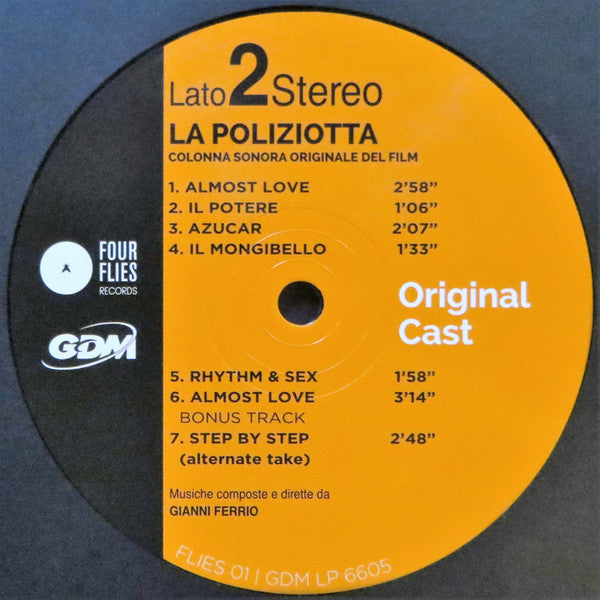 Lato 2 Stereo
LA POLIZIOTTA
COLONNA SONORA ORIGINALE DEL FILM
1. ALMOST LOVE 2'58”
2. IL POTERE 1'06”
3. AZUCAR 2'07”
4. IL MONGIBELLO 1'33”
FOUR
FLIES
RECORDS
GDM
Original
Cast
5. RHYTHM & SEX 1'58”
6. ALMOST LOVE 3'14”
BONUS TRACK
7. STEP BY STEP 2'48”
(alternate take)
Musiche composte e dirette da
GIANNI FERRIO
FLIES 01 | GDM LP 6605